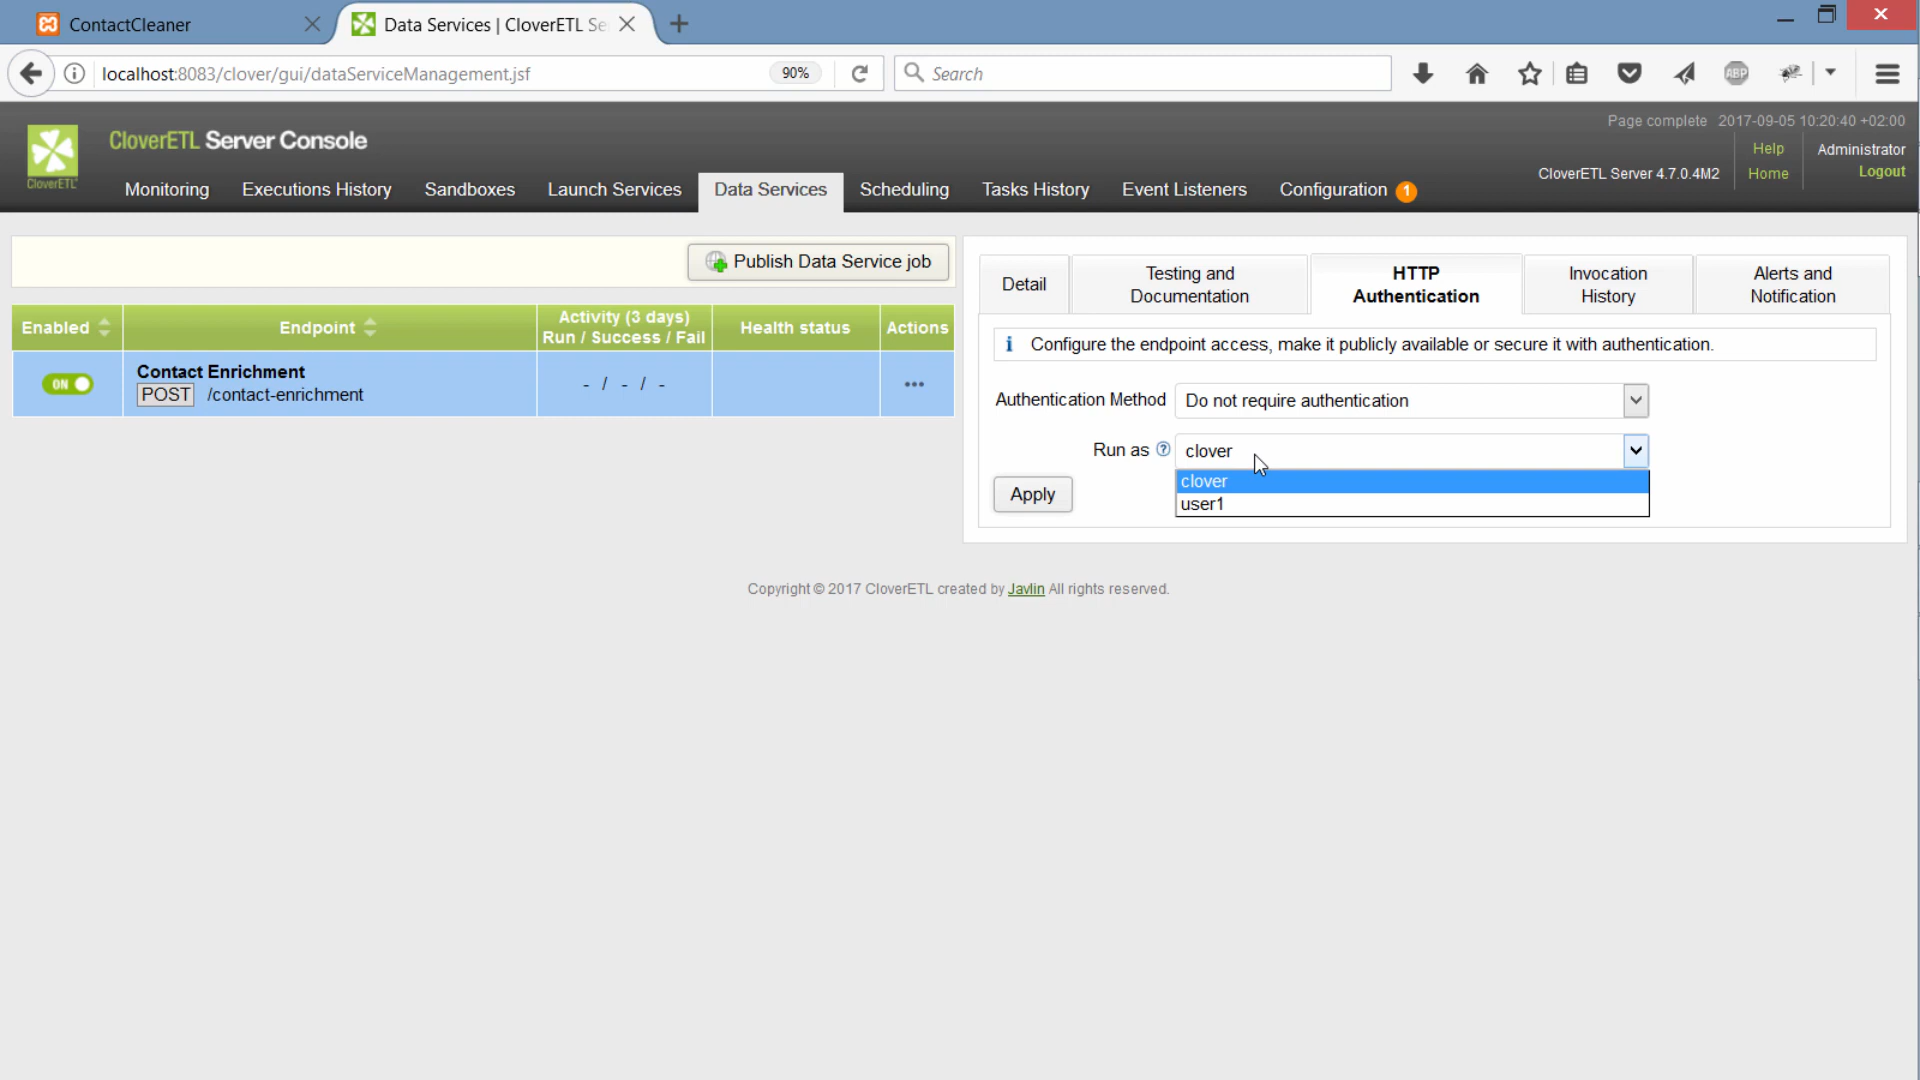 ContactCleaner
Data Services | CloverETL Se
localhost:8083/clover/gui/dataServiceManagement.jsf
90%
Search
ABP
CloverETL
CloverETL Server Console
Page complete 2017-09-05 10:20:40 +02:00
CloverETL Server 4.7.0.4M2
Help
Home
Administrator
Logout
Monitoring
Executions History
Sandboxes
Launch Services
Data Services
Scheduling
Tasks History
Event Listeners
Configuration 1
Publish Data Service job
Enabled
Endpoint
Activity (3 days)
Run / Success / Fail
Health status
Actions
ON
Contact Enrichment
POST /contact-enrichment
- / - / -
•••
Detail
Testing and
Documentation
HTTP
Authentication
Invocation
History
Alerts and
Notification
i Configure the endpoint access, make it publicly available or secure it with authentication.
Authentication Method Do not require authentication
Run as ? clover
clover
user1
Apply
Copyright © 2017 CloverETL created by Javlin All rights reserved.